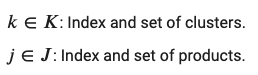 k ∈ K: Index and set of clusters.
j ∈ J: Index and set of products.